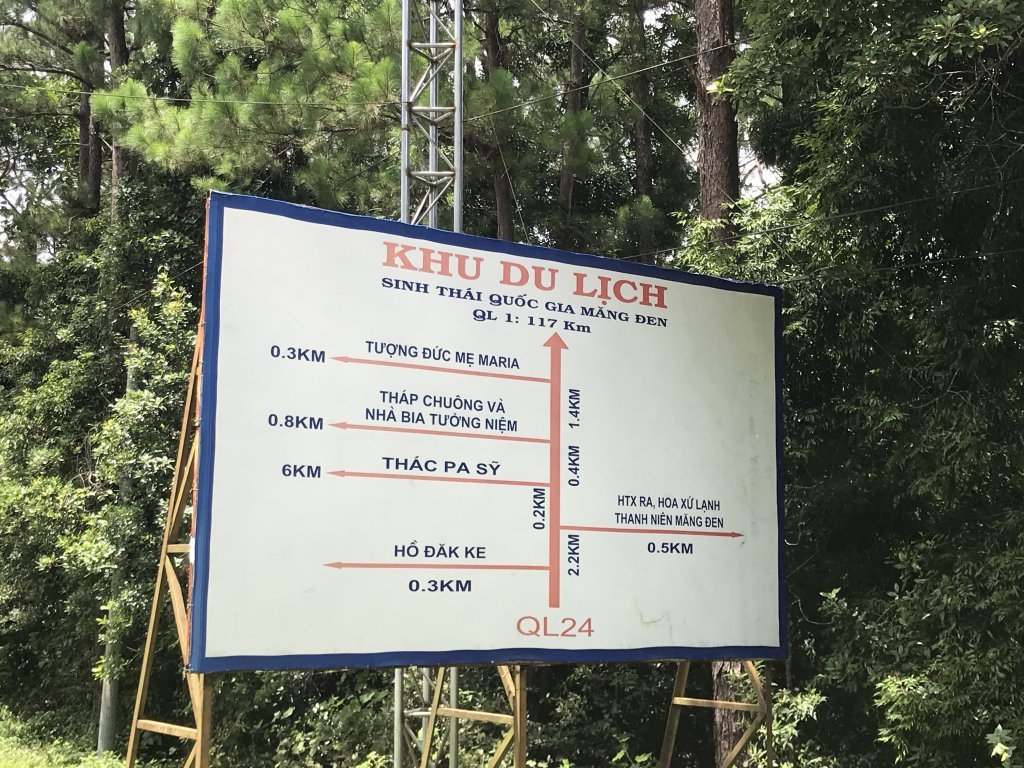 KHU DU LỊCH
SINH THÁI QUỐC GIA MĂNG ĐEN
QL 1: 117 Km
0.3KM
TƯỢNG ĐỨC MẸ MARIA
1.4KM
0.8KM
THÁP CHUÔNG VÀ
NHÀ BIA TƯỞNG NIỆM
0.4KM
6KM
THÁC PA SỸ
0.2KM
HTX RA, HOA XỨ LẠNH
THANH NIÊN MĂNG ĐEN
0.5KM
2.2KM
HỒ ĐĂK KE
0.3KM
QL24